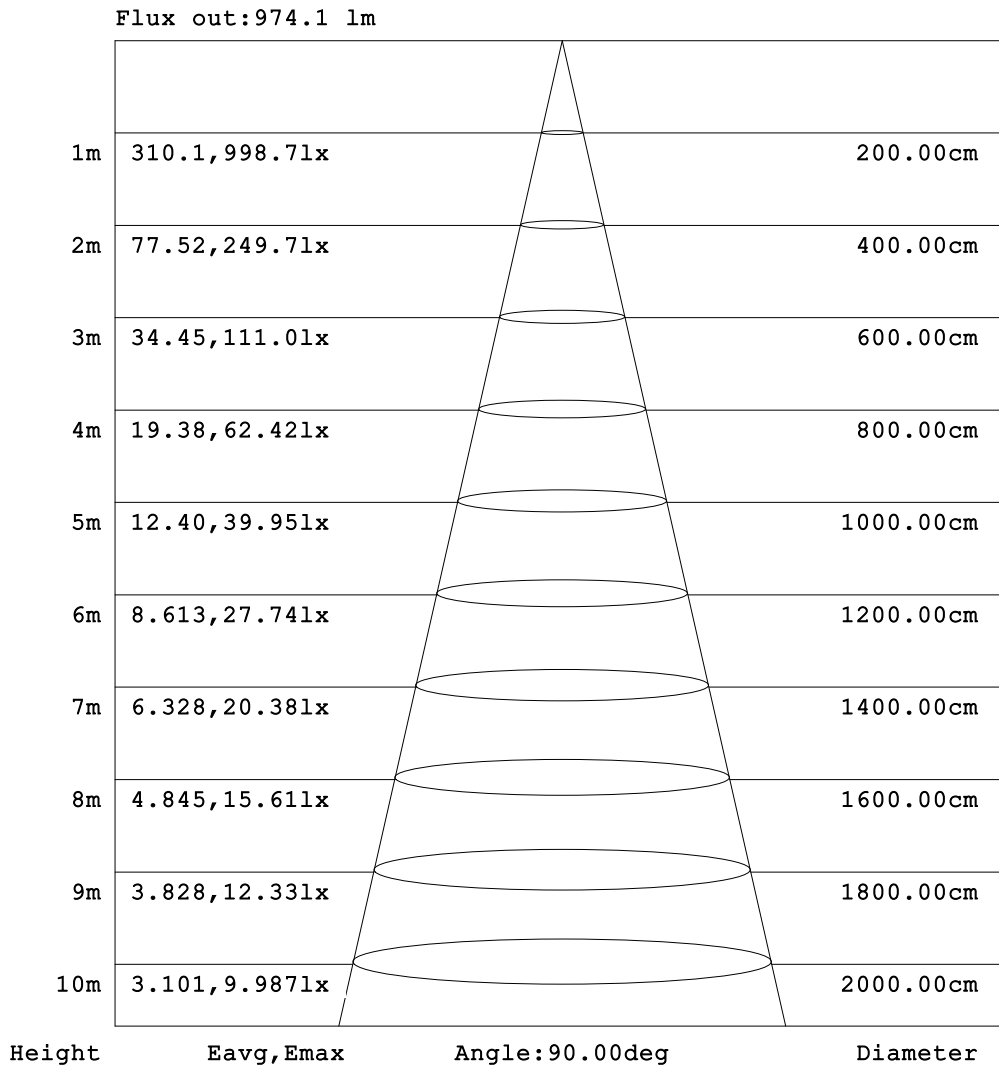 Flux out:974.1 lm
1m 310.1,998.7lx 200.00cm
2m 77.52,249.7lx 400.00cm
3m 34.45,111.0lx 600.00cm
4m 19.38,62.42lx 800.00cm
5m 12.40,39.95lx 1000.00cm
6m 8.613,27.74lx 1200.00cm
7m 6.328,20.38lx 1400.00cm
8m 4.845,15.61lx 1600.00cm
9m 3.828,12.33lx 1800.00cm
10m 3.101,9.987lx 2000.00cm
Height Eavg,Emax Angle:90.00deg Diameter